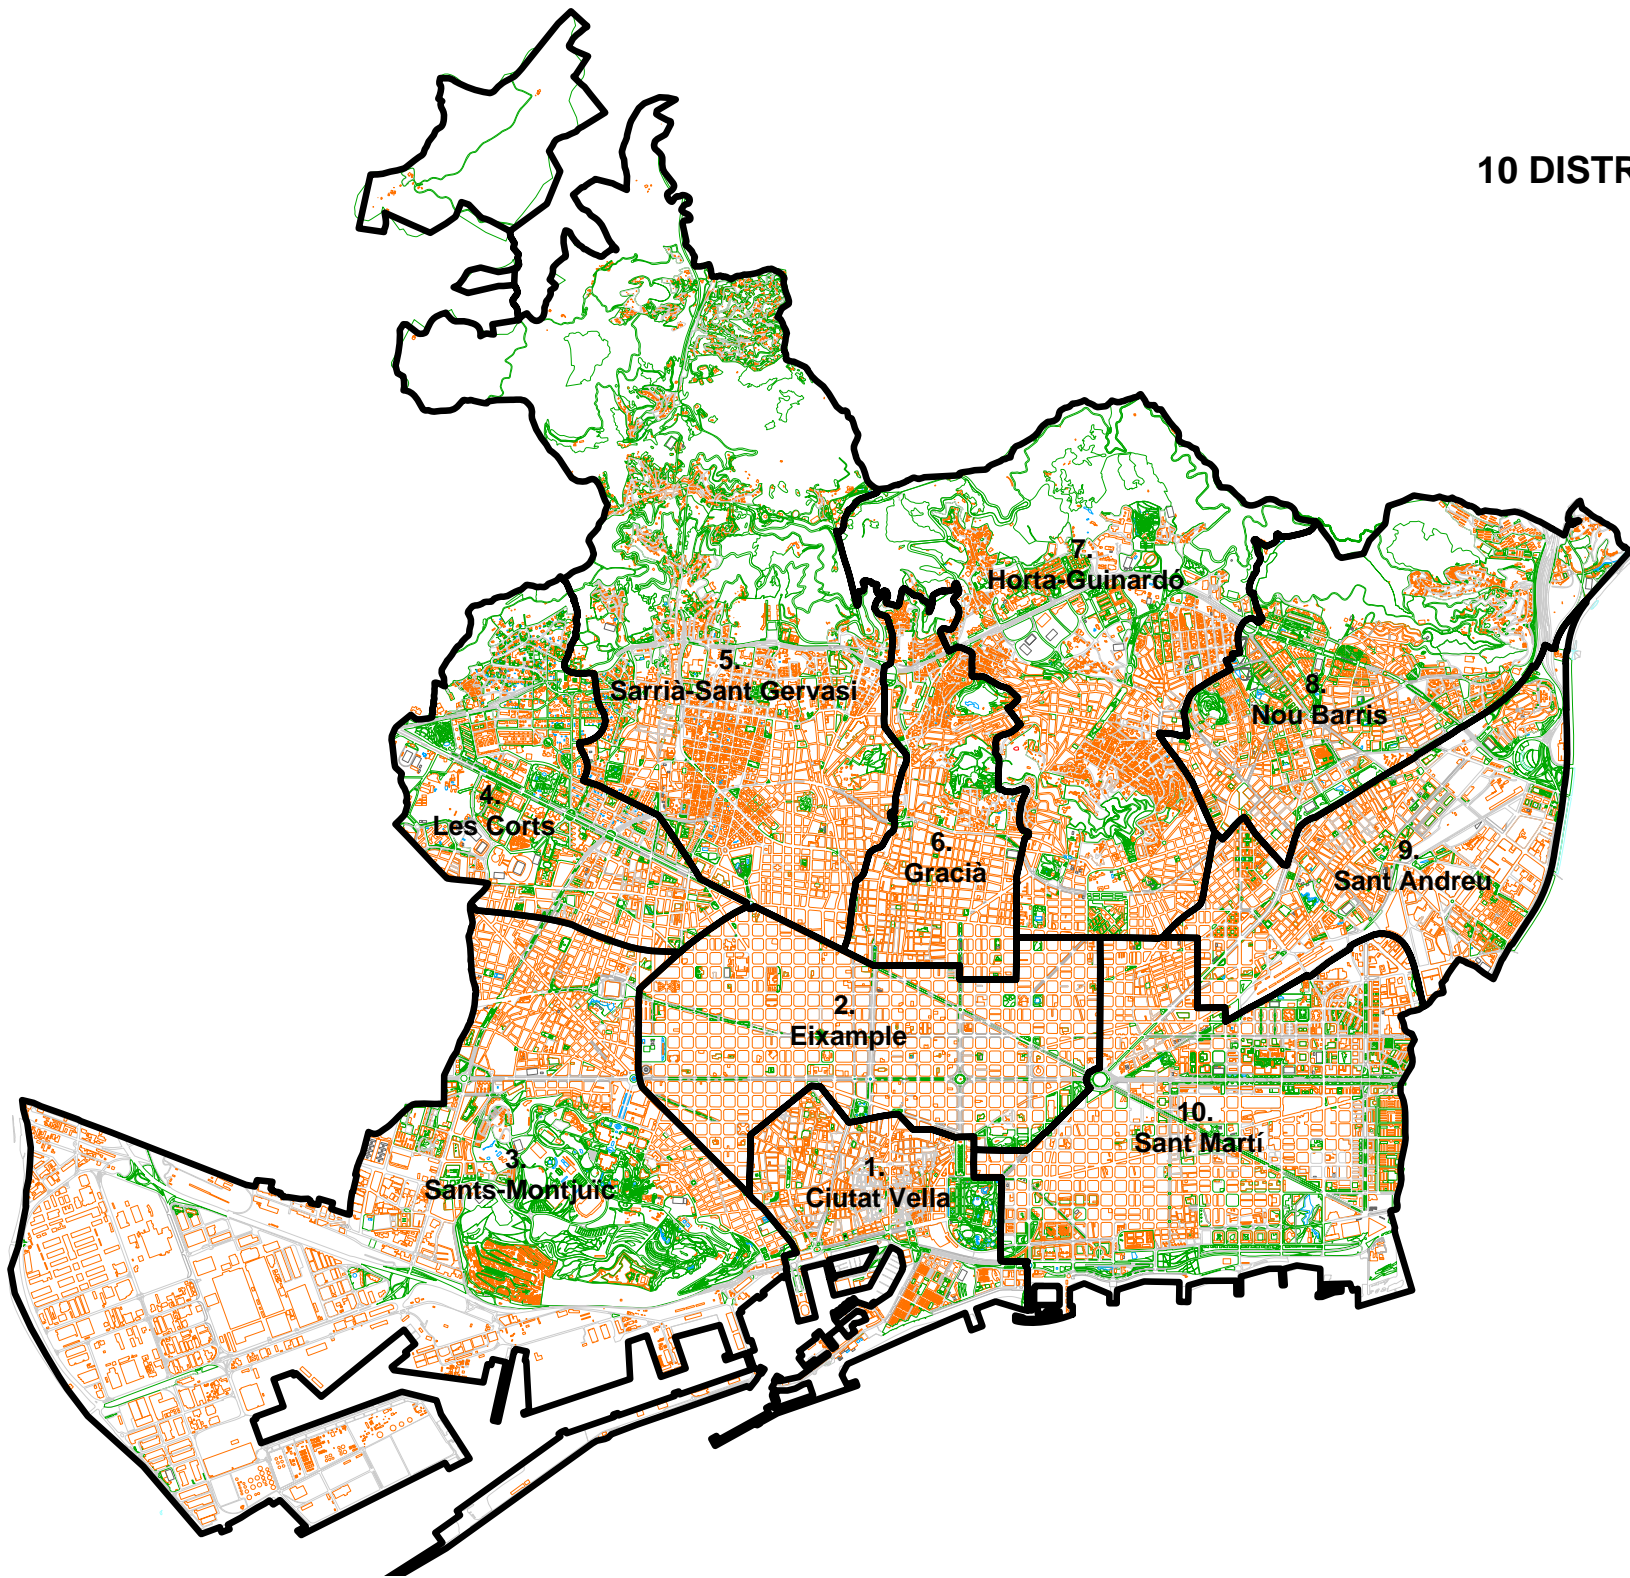 10 DISTR
7.
Horta-Guinardó
5.
Sarrià-Sant Gervasi
8.
Nou Barris
4.
Les Corts
6.
Gracià
9.
Sant Andreu
2.
Eixample
10.
Sant Martí
3.
Sants-Montjuïc
1.
Ciutat Vella